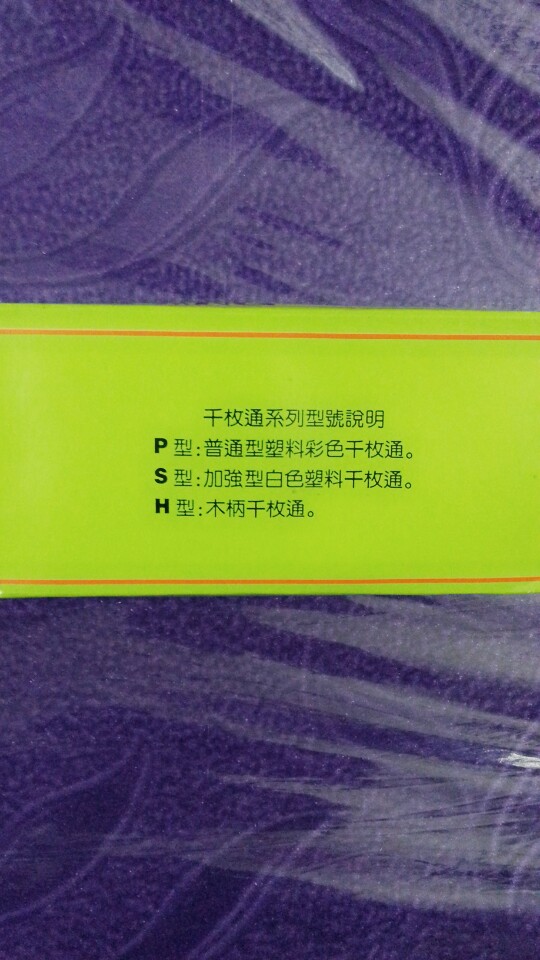 千枚通系列型號說明
P 型:普通型塑料彩色千枚通。
S 型:加強型白色塑料千枚通。
H 型:木柄千枚通。